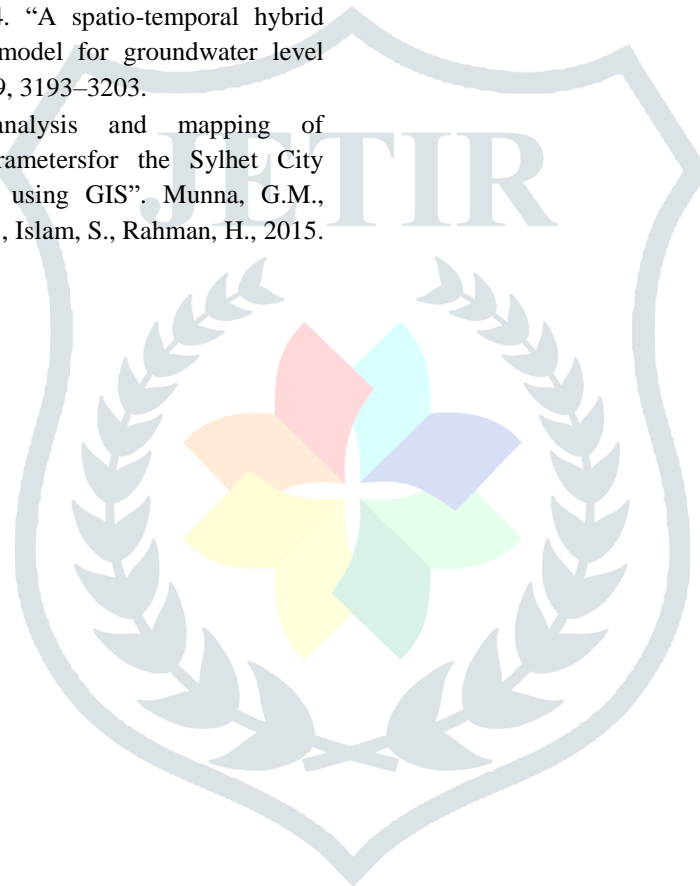 4. “A spatio-temporal hybrid
model for groundwater level
9, 3193–3203.
analysis and mapping of
rametersfor the Sylhet City
using GIS”. Munna, G.M.,
., Islam, S., Rahman, H., 2015.
JETIR